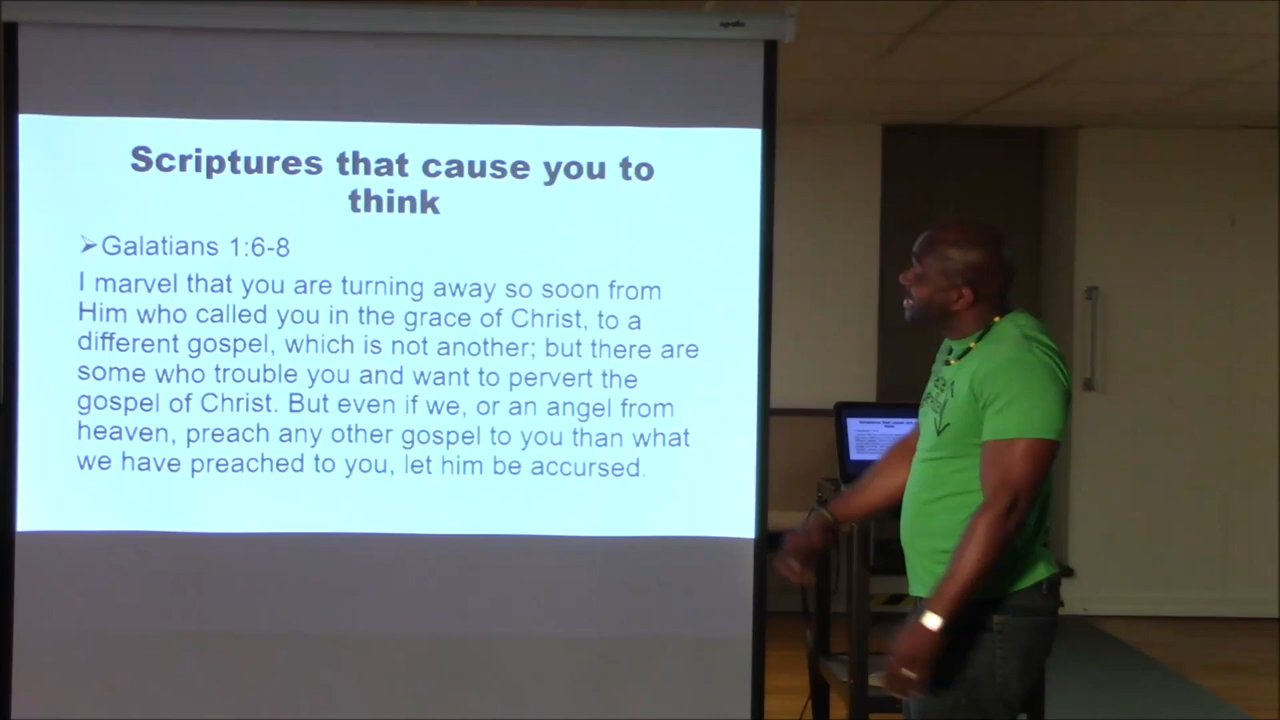 apollo
Scriptures that cause you to
think
➤Galatians 1:6-8
I marvel that you are turning away so soon from
Him who called you in the grace of Christ, to a
different gospel, which is not another; but there are
some who trouble you and want to pervert the
gospel of Christ. But even if we, or an angel from
heaven, preach any other gospel to you than what
we have preached to you, let him be accursed.